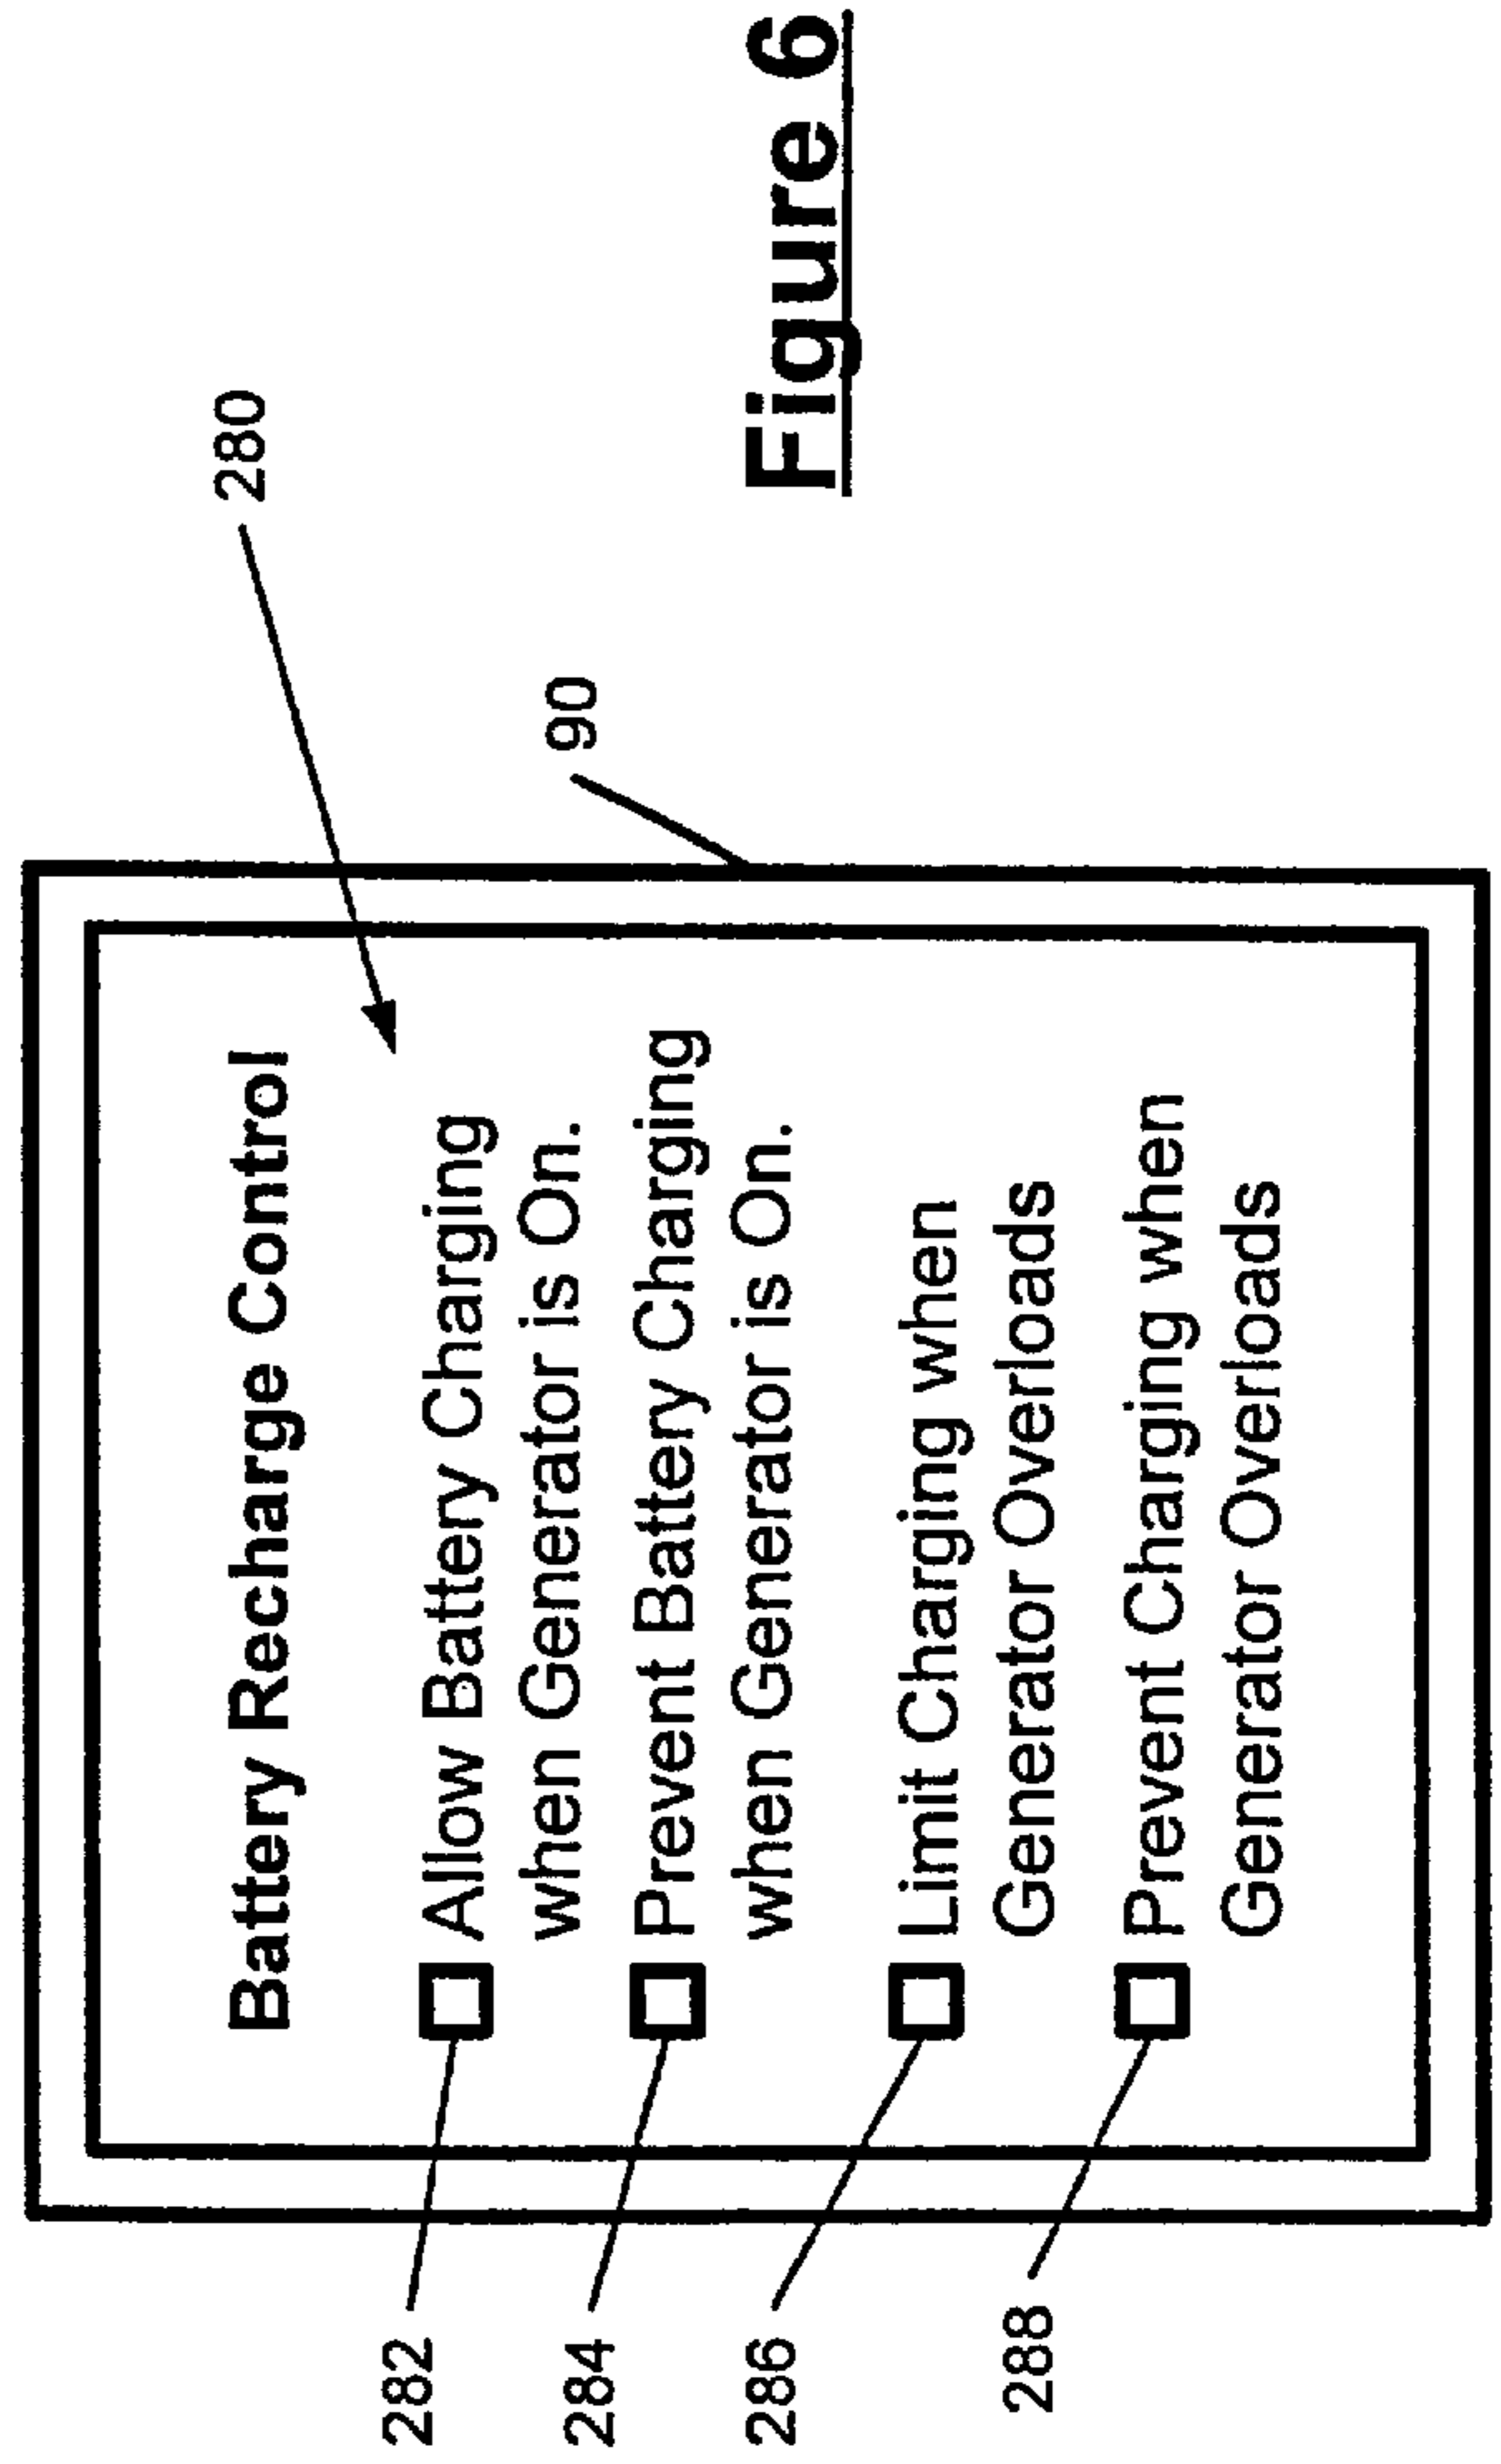 Battery Recharge Control
Allow Battery Charging
when Generator is On.
Prevent Battery Charging
when Generator is On.
Limit Charging when
Generator Overloads
Prevent Charging when
Generator Overloads
282
284
286
288
280
90
Figure 6